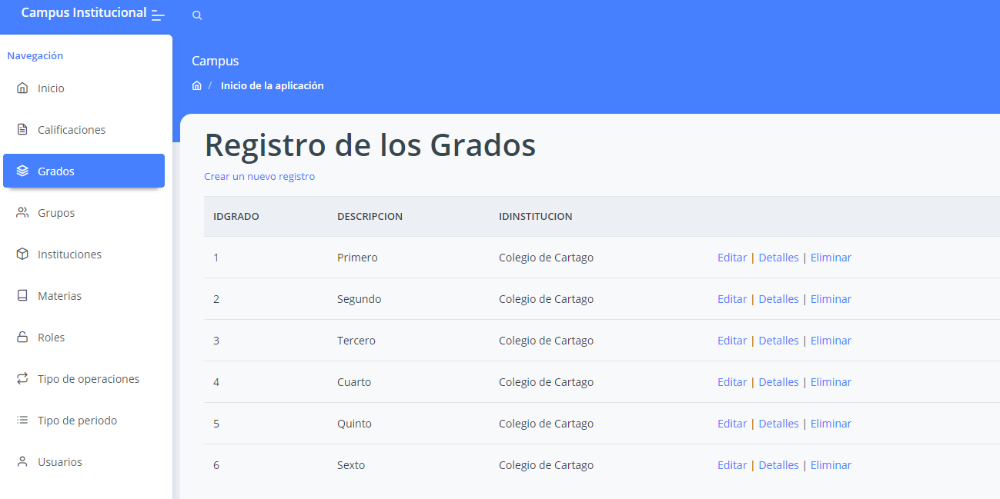 Campus Institucional
Navegación
Inicio
Calificaciones
Grados
Grupos
Instituciones
Materias
Roles
Tipo de operaciones
Tipo de periodo
Usuarios
Campus
/ Inicio de la aplicación
Registro de los Grados
Crear un nuevo registro
IDGRADO DESCRIPCION IDINSTITUCION
1 Primero Colegio de Cartago Editar | Detalles | Eliminar
2 Segundo Colegio de Cartago Editar | Detalles | Eliminar
3 Tercero Colegio de Cartago Editar | Detalles | Eliminar
4 Cuarto Colegio de Cartago Editar | Detalles | Eliminar
5 Quinto Colegio de Cartago Editar | Detalles | Eliminar
6 Sexto Colegio de Cartago Editar | Detalles | Eliminar